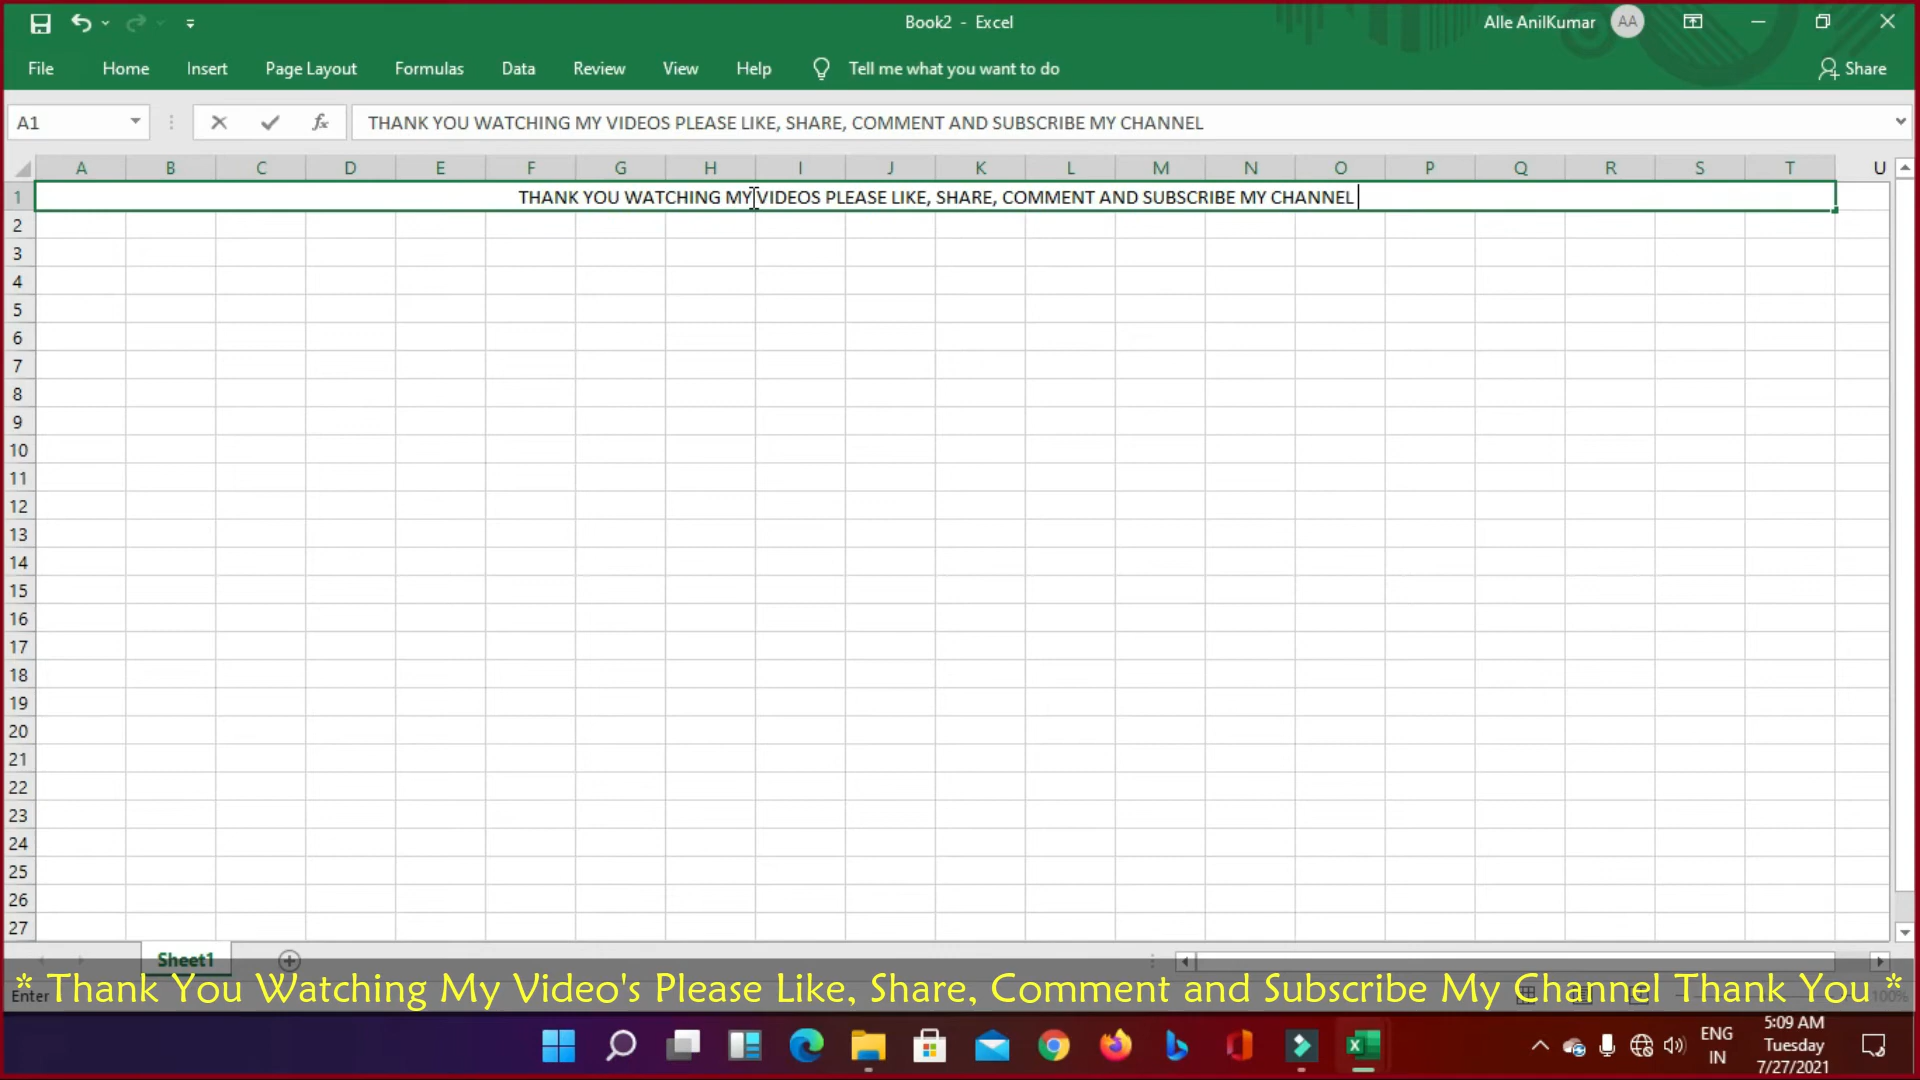 Book2 - Excel
Alle AnilKumar
AA
File Home Insert Page Layout Formulas Data Review View Help Tell me what you want to do Share
A1 fx THANK YOU WATCHING MY VIDEOS PLEASE LIKE, SHARE, COMMENT AND SUBSCRIBE MY CHANNEL
A B C D E F G H I J K L M N O P Q R S T U
1 THANK YOU WATCHING MY VIDEOS PLEASE LIKE, SHARE, COMMENT AND SUBSCRIBE MY CHANNEL
2
3
4
5
6
7
8
9
10
11
12
13
14
15
16
17
18
19
20
21
22
23
24
25
26
27
Sheet1
* Thank You Watching My Video's Please Like, Share, Comment and Subscribe My Channel Thank You *
Enter 100%
ENG
IN
5:09 AM
Tuesday
7/27/2021